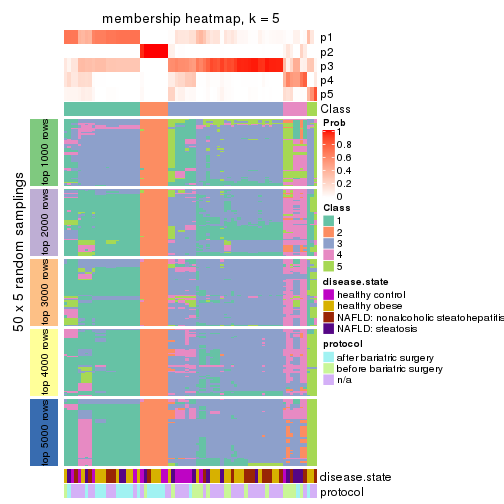 membership heatmap, k = 5
p1
p2
p3
p4
p5
Class
50 x 5 random samplings
top 1000 rows
top 2000 rows
top 3000 rows
top 4000 rows
top 5000 rows
Prob
1
0.8
0.6
0.4
0.2
0
Class
1
2
3
4
5
disease.state
healthy control
healthy obese
NAFLD: nonalcoholic steatohepatitis
NAFLD: steatosis
protocol
after bariatric surgery
before bariatric surgery
n/a
disease.state
protocol